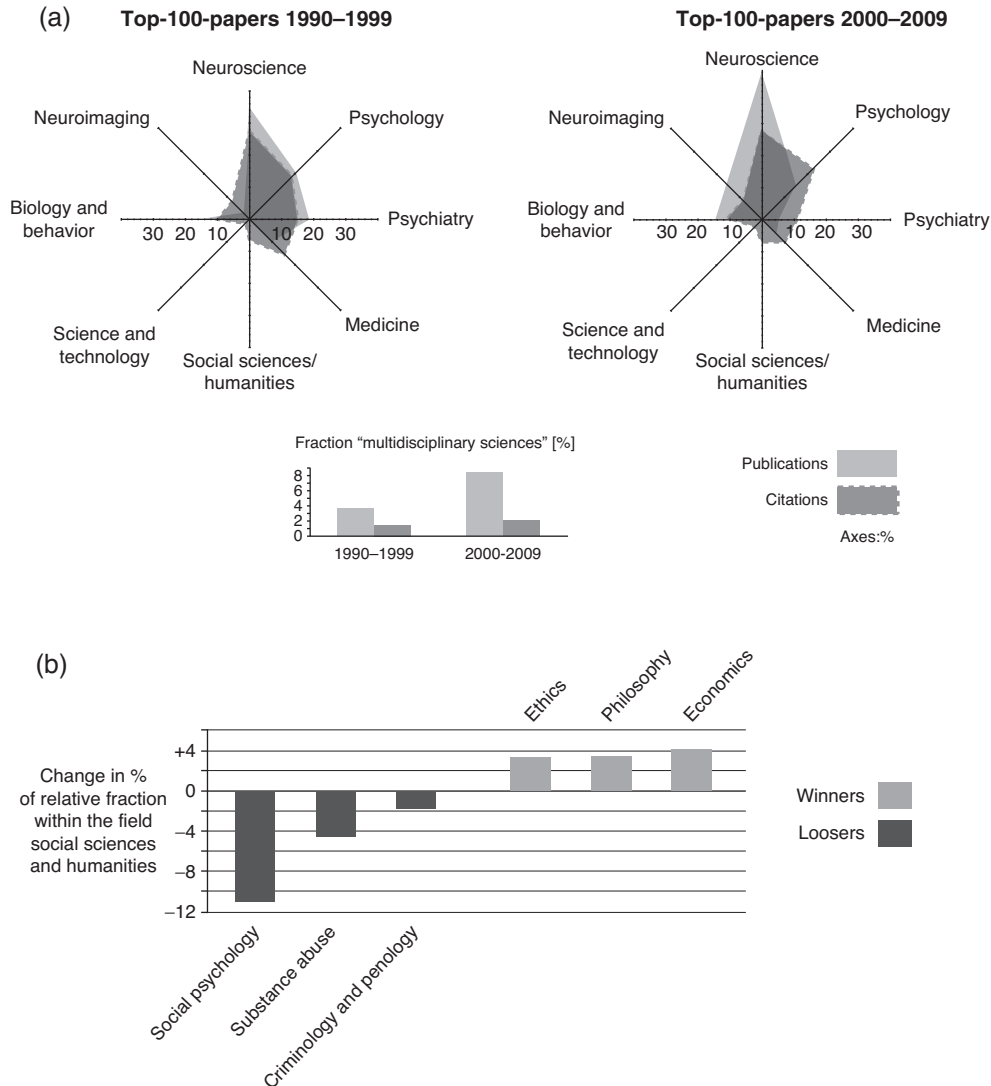 (a)
Top-100-papers 1990–1999
Neuroscience
Neuroimaging
Psychology
Biology and
behavior
30 20 10 10 20 30
Psychiatry
Science and
technology
Medicine
Social sciences/
humanities
Top-100-papers 2000–2009
Neuroscience
Neuroimaging
Psychology
Biology and
behavior
30 20 10 10 20 30
Psychiatry
Science and
technology
Medicine
Social sciences/
humanities
Fraction “multidisciplinary sciences” [%]
8
6
4
2
0
1990–1999
2000-2009
Publications
Citations
Axes:%
(b)
Ethics
Philosophy
Economics
Change in %
of relative fraction
within the field
social sciences
and humanities
+4
0
−4
−8
−12
Winners
Loosers
Social psychology
Substance abuse
Criminology and penology